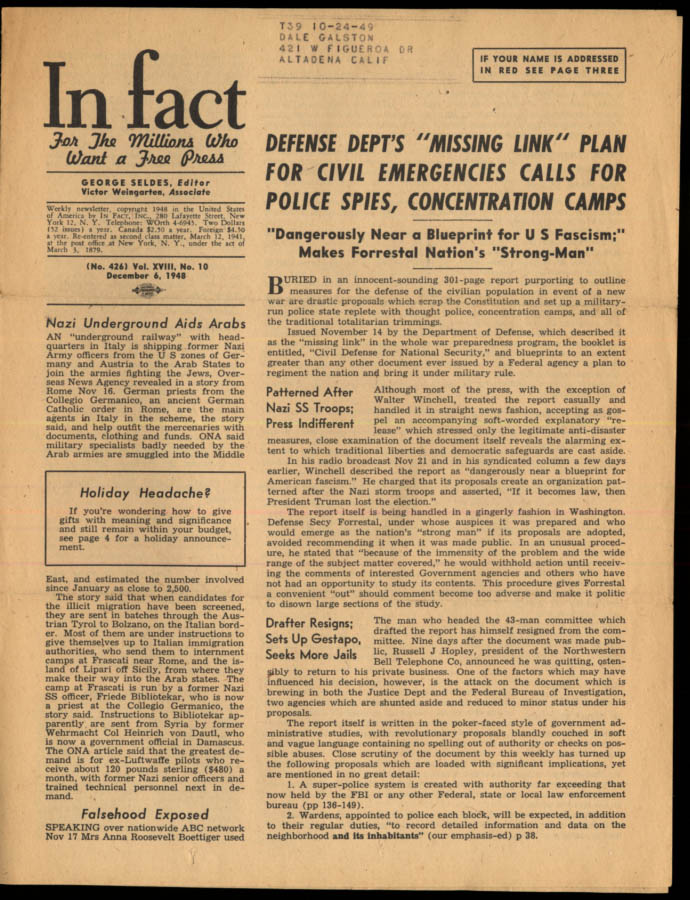 T39 10-24-49
DALE GALSTON
421 W FIGUEROA DR
ALTADENA CALIF
IF YOUR NAME IS ADDRESSED
IN RED SEE PAGE THREE
In fact
For The Millions Who
Want a Free Press
GEORGE SELDES, Editor
Victor Weingarten, Associate
Weekly newsletter, copyright 1948 in the United States
of America by IN FACT, INC., 280 Lafayette Street, New
York 12, N. Y. Telephone: WOrth 4-6945. Two Dollars
(52 issues) a year. Canada $2.50 a year. Foreign $4.50
a year. Re-entered as second class matter, March 12, 1941,
at the post office at New York, N. Y., under the act of
March 3, 1879.
(No. 426) Vol. XVIII, No. 10
December 6, 1948
Nazi Underground Aids Arabs
AN "underground railway" with head-
quarters in Italy is shipping former Nazi
Army officers from the U S zones of Ger-
many and Austria to the Arab States to
join the armies fighting the Jews, Over-
seas News Agency revealed in a story from
Rome Nov 16. German priests from the
Collegio Germanico, an ancient German
Catholic order in Rome, are the main
agents in Italy in the scheme, the story
said, and help outfit the mercenaries with
documents, clothing and funds. ONA said
military specialists badly needed by the
Arab armies are smuggled into the Middle
Holiday Headache?
If you're wondering how to give
gifts with meaning and significance
and still remain within your budget,
see page 4 for a holiday announce-
ment.
East, and estimated the number involved
since January as close to 2,500.
The story said that when candidates for
the illicit migration have been screened,
they are sent in batches through the Aus-
trian Tyrol to Bolzano, on the Italian bord-
er. Most of them are under instructions to
give themselves up to Italian immigration
authorities, who send them to internment
camps at Frascati near Rome, and the is-
land of Lipari off Sicily, from where they
make their way into the Arab states. The
camp at Frascati is run by a former Nazi
SS officer, Friede Bibliotekar, who is now
a priest at the Collegio Germanico, the
story said. Instructions to Bibliotekar ap-
parently are sent from Syria by former
Wehrmacht Col Heinrich von Dautl, who
is now a government official in Damascus.
The ONA article said that the greatest de-
mand is for ex-Luftwaffe pilots who re-
ceive about 120 pounds sterling ($480) a
month, with former Nazi senior officers and
trained technical personnel next in de-
mand.
Falsehood Exposed
SPEAKING over nationwide ABC network
Nov 17 Mrs Anna Roosevelt Boettiger used
DEFENSE DEPT'S "MISSING LINK" PLAN
FOR CIVIL EMERGENCIES CALLS FOR
POLICE SPIES, CONCENTRATION CAMPS
"Dangerously Near a Blueprint for U S Fascism;"
Makes Forrestal Nation's "Strong-Man"
BURIED in an innocent-sounding 301-page report purporting to outline
measures for the defense of the civilian population in event of a new
war are drastic proposals which scrap the Constitution and set up a military-
run police state replete with thought police, concentration camps, and all of
the traditional totalitarian trimmings.
Issued November 14 by the Department of Defense, which described it
as the "missing link" in the whole war preparedness program, the booklet is
entitled, "Civil Defense for National Security," and blueprints to an extent
greater than any other document ever issued by a Federal agency a plan to
regiment the nation and bring it under military rule.
Patterned After
Nazi SS Troops;
Press Indifferent
Although most of the press, with the exception of
Walter Winchell, treated the report casually and
handled it in straight news fashion, accepting as gos-
pel an accompanying soft-worded explanatory "re-
lease" which stressed only the legitimate anti-disaster
measures, close examination of the document itself reveals the alarming ex-
tent to which traditional liberties and democratic safeguards are cast aside.
In his radio broadcast Nov 21 and in his syndicated column a few days
earlier, Winchell described the report as "dangerously near a blueprint for
American fascism." He charged that its proposals create an organization pat-
terned after the Nazi storm troops and asserted, "If it becomes law, then
President Truman lost the election."
The report itself is being handled in a gingerly fashion in Washington.
Defense Secy Forrestal, under whose auspices it was prepared and who
would emerge as the nation's "strong man" if its proposals are adopted,
avoided recommending it when it was made public. In an unusual proced-
ure, he stated that "because of the immensity of the problem and the wide
range of the subject matter covered," he would withhold action until receiv-
ing the comments of interested Government agencies and others who have
not had an opportunity to study its contents. This procedure gives Forrestal
a convenient "out" should comment become too adverse and make it politic
to disown large sections of the study.
Drafter Resigns;
Sets Up Gestapo,
Seeks More Jails
The man who headed the 43-man committee which
drafted the report has himself resigned from the com-
mittee. Nine days after the document was made pub-
lic, Russell J Hopley, president of the Northwestern
Bell Telephone Co, announced he was quitting, osten-
sibly to return to his private business. One of the factors which may have
influenced his decision, however, is the attack on the document which is
brewing in both the Justice Dept and the Federal Bureau of Investigation,
two agencies which are shunted aside and reduced to minor status under his
proposals.
The report itself is written in the poker-faced style of government ad-
ministrative studies, with revolutionary proposals blandly couched in soft
and vague language containing no spelling out of authority or checks on pos-
sible abuses. Close scrutiny of the document by this weekly has turned up
the following proposals which are loaded with significant implications, yet
are mentioned in no great detail:
1. A super-police system is created with authority far exceeding that
now held by the FBI or any other Federal, state or local law enforcement
bureau (pp 136-149).
2. Wardens, appointed to police each block, will be expected, in addition
to their regular duties, "to record detailed information and data on the
neighborhood and its inhabitants" (our emphasis-ed) p 38.